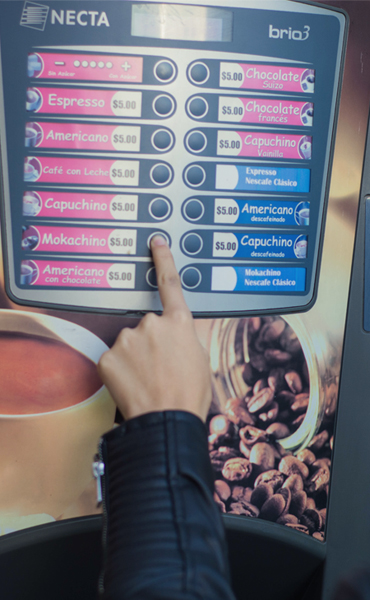 NECTA
brio3
- +
Sin Azúcar
$5.00 Chocolate
Suizo
Espresso $5.00
$5.00 Chocolate
francés
Americano $5.00
$5.00 Capuchino
Vainilla
Café con Leche $5.00
Espresso
Nescafe Clásico
Capuchino $5.00
$5.00 Americano
descafeinado
Mokachino $5.00
$5.00 Capuchino
descafeinado
Americano $5.00
con chocolate
Mokachino
Nescafe Clásico